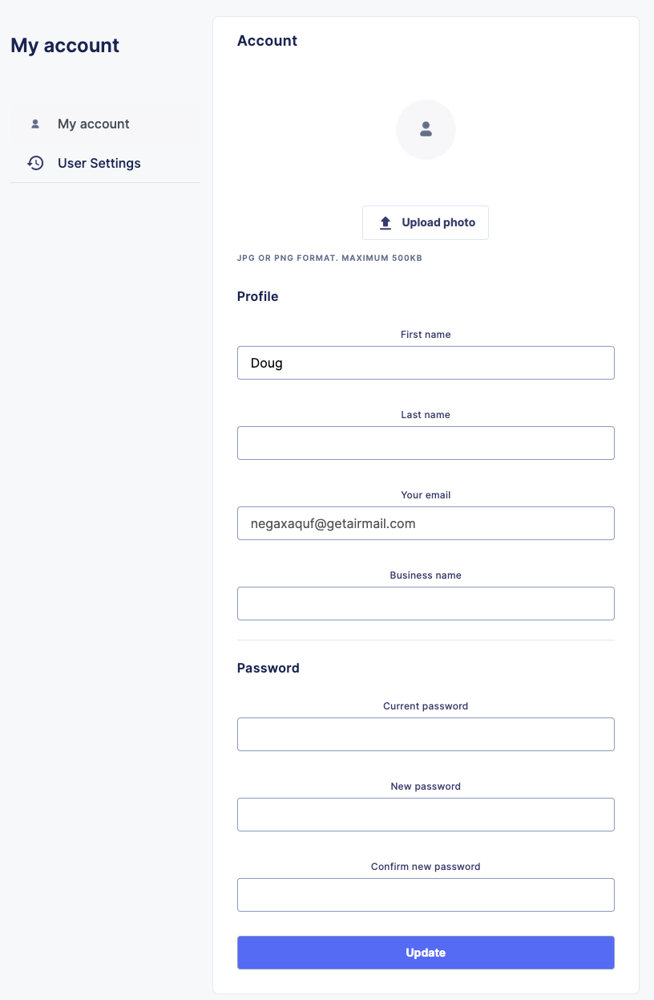 My account
My account
User Settings
Account
Upload photo
JPG OR PNG FORMAT. MAXIMUM 500KB
Profile
First name
Doug
Last name
Your email
negaxaquf@getairmail.com
Business name
Password
Current password
New password
Confirm new password
Update